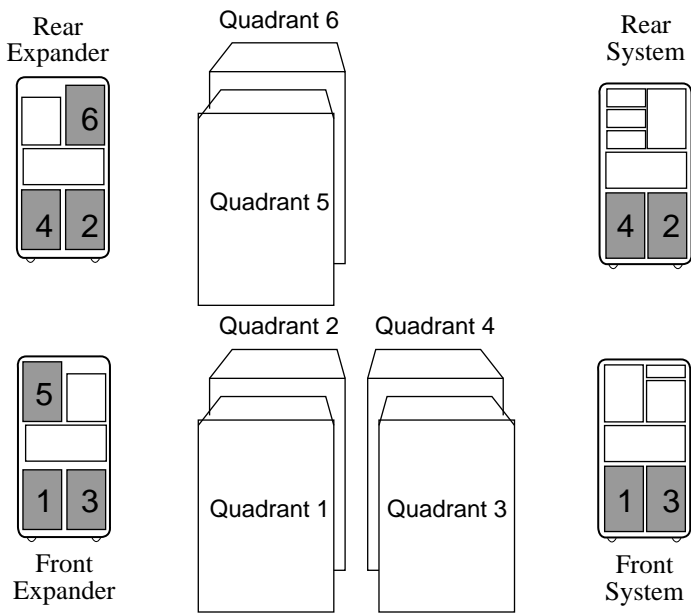 Rear
Expander
Quadrant 6
Rear
System
6
4 2
Quadrant 5
4 2
Quadrant 2
Quadrant 4
5
1 3
Quadrant 1
Quadrant 3
1 3
Front
Expander
Front
System